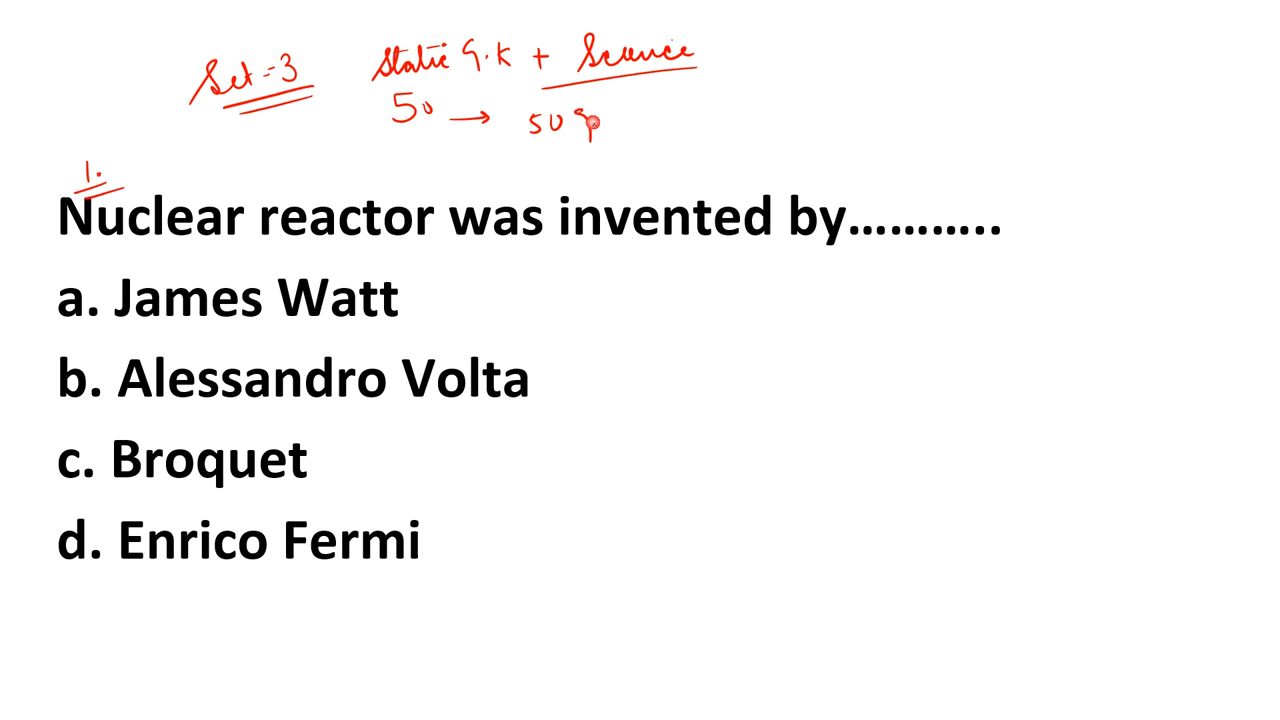 Set-3 Static G.K + Science
50 → 50 q
1.
Nuclear reactor was invented by………..
a. James Watt
b. Alessandro Volta
c. Broquet
d. Enrico Fermi